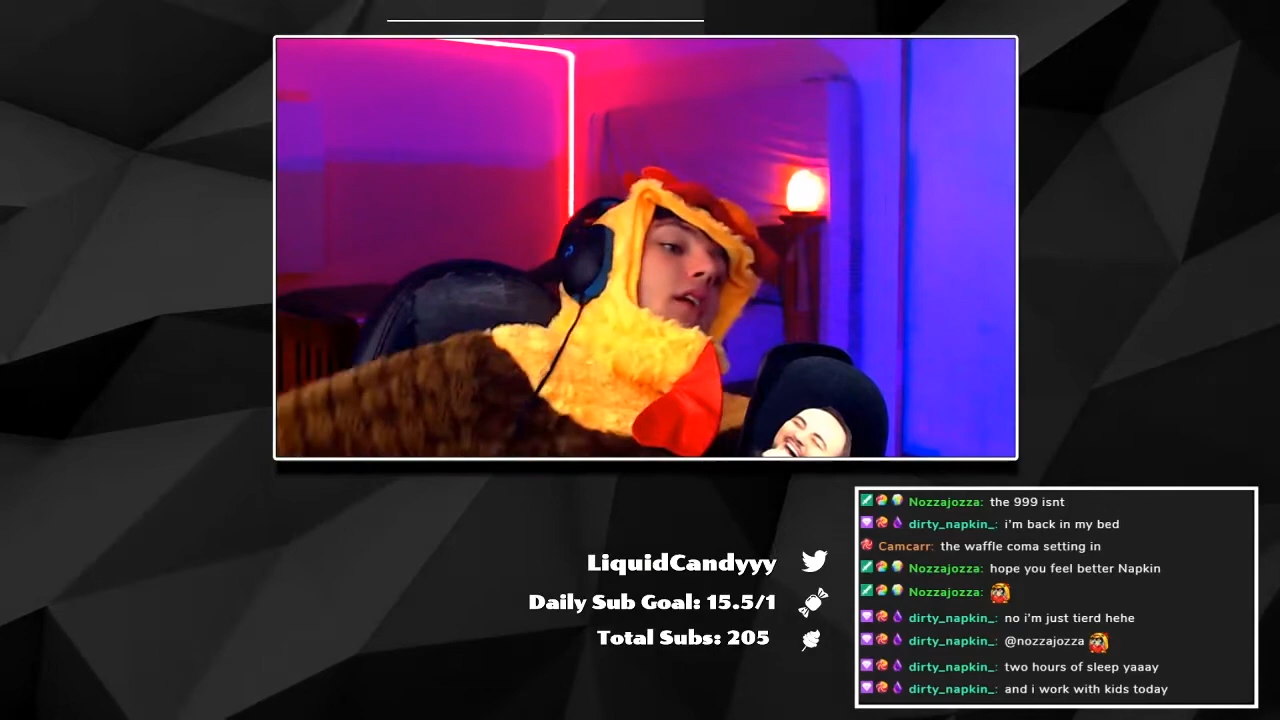 LiquidCandyyy
Daily Sub Goal: 15.5/1
Total Subs: 205
Nozzajozza: the 999 isnt
dirty_napkin_: i'm back in my bed
Camcarr: the waffle coma setting in
Nozzajozza: hope you feel better Napkin
Nozzajozza:
dirty_napkin_: no i'm just tierd hehe
dirty_napkin_: @nozzajozza
dirty_napkin_: two hours of sleep yaaay
dirty_napkin_: and i work with kids today